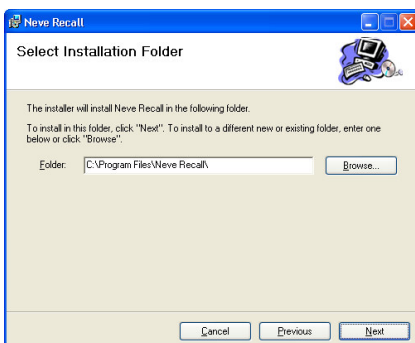 Neve Recall
Select Installation Folder
The installer will install Neve Recall in the following folder.
To install in this folder, click "Next". To install to a different new or existing folder, enter one
below or click "Browse".
Folder: C:\Program Files\Neve Recall\ Browse...
Cancel Previous Next